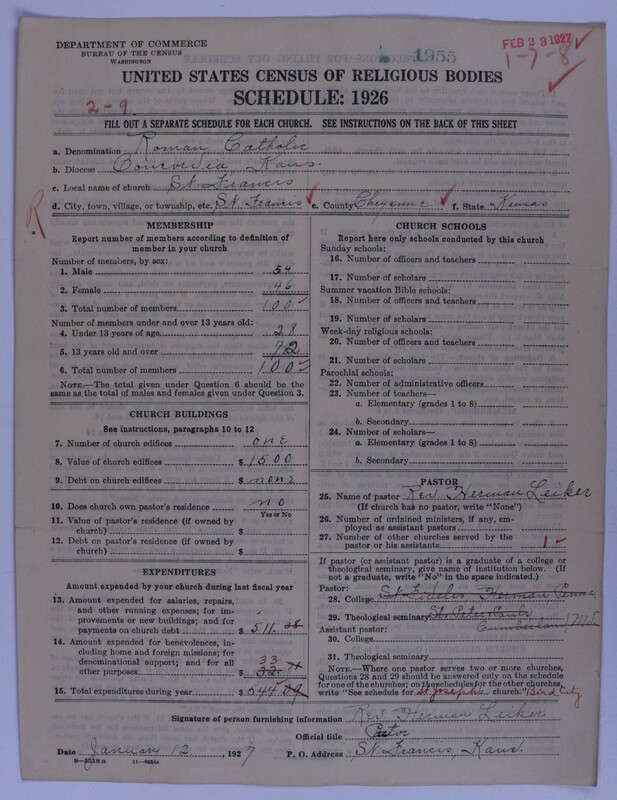 DEPARTMENT OF COMMERCE
BUREAU OF THE CENSUS
WASHINGTON
1955
FEB 23 1927
1-7-8
UNITED STATES CENSUS OF RELIGIOUS BODIES
SCHEDULE: 1926
2-9
FILL OUT A SEPARATE SCHEDULE FOR EACH CHURCH. SEE INSTRUCTIONS ON THE BACK OF THIS SHEET
a. Denomination Roman Catholic
b. Diocese Concordia Kans.
c. Local name of church St. Francis
d. City, town, village, or township, etc. St. Francis e. County Cheyenne f. State Kansas
R
MEMBERSHIP
Report number of members according to definition of member in your church
Number of members, by sex:
1. Male 54
2. Female 46
3. Total number of members 100
Number of members under and over 13 years old:
4. Under 13 years of age 28
5. 13 years old and over 72
6. Total number of members 100
NOTE.—The total given under Question 6 should be the same as the total of males and females given under Question 3.
CHURCH BUILDINGS
See instructions, paragraphs 10 to 12
7. Number of church edifices one
8. Value of church edifices $ 1500
9. Debt on church edifices $ none
10. Does church own pastor's residence no
Yes or No
11. Value of pastor's residence (if owned by church) $
12. Debt on pastor's residence (if owned by church) $
EXPENDITURES
Amount expended by your church during last fiscal year
13. Amount expended for salaries, repairs, and other running expenses; for improvements or new buildings; and for payments on church debt $ 511.38
14. Amount expended for benevolences, including home and foreign missions; for denominational support; and for all other purposes 33
32.71
15. Total expenditures during year $ 544.09
CHURCH SCHOOLS
Report here only schools conducted by this church
Sunday schools:
16. Number of officers and teachers
17. Number of scholars
Summer vacation Bible schools:
18. Number of officers and teachers
19. Number of scholars
Week-day religious schools:
20. Number of officers and teachers
21. Number of scholars
Parochial schools:
22. Number of administrative officers
23. Number of teachers—
a. Elementary (grades 1 to 8)
b. Secondary
24. Number of scholars—
a. Elementary (grades 1 to 8)
b. Secondary
PASTOR
25. Name of pastor Rev. Herman Leiker
(If church has no pastor, write "None")
26. Number of ordained ministers, if any, employed as assistant pastors
27. Number of other churches served by the pastor or his assistants 1
If pastor (or assistant pastor) is a graduate of a college or theological seminary, give name of institution below. (If not a graduate, write "No" in the space indicated.)
Pastor:
28. College St. Fidelis Herman Penna.
29. Theological seminary St. Peter Pauls
Cumberland, Md.
Assistant pastor:
30. College
31. Theological seminary
NOTE.—Where one pastor serves two or more churches, Questions 28 and 29 should be answered only on the schedule for one of the churches; on the schedules for the other churches, write "See schedule for St Joseph's church." Bird City
Signature of person furnishing information Rev. Herman Leiker
Official title Pastor
Date January 12, 1927
P. O. Address St. Francis, Kans.
8-5318a 11-9684a